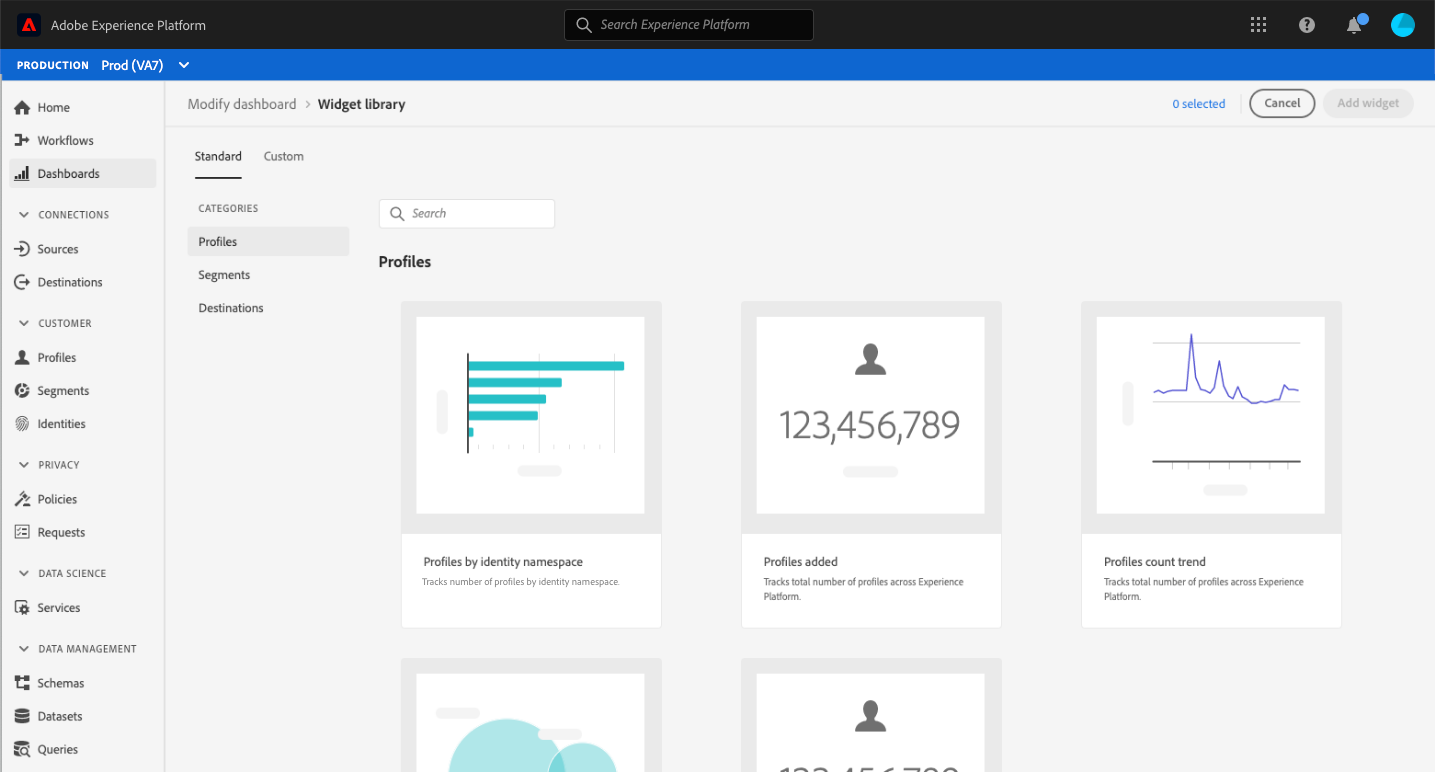 Adobe Experience Platform
Search Experience Platform
PRODUCTION Prod (VA7)
Home
Workflows
Dashboards
CONNECTIONS
Sources
Destinations
CUSTOMER
Profiles
Segments
Identities
PRIVACY
Policies
Requests
DATA SCIENCE
Services
DATA MANAGEMENT
Schemas
Datasets
Queries
Modify dashboard > Widget library
0 selected
Cancel
Add widget
Standard
Custom
CATEGORIES
Profiles
Segments
Destinations
Search
Profiles
Profiles by identity namespace
Tracks number of profiles by identity namespace.
123,456,789
Profiles added
Tracks total number of profiles across Experience
Platform.
Profiles count trend
Tracks total number of profiles across Experience
Platform.
123,456,789